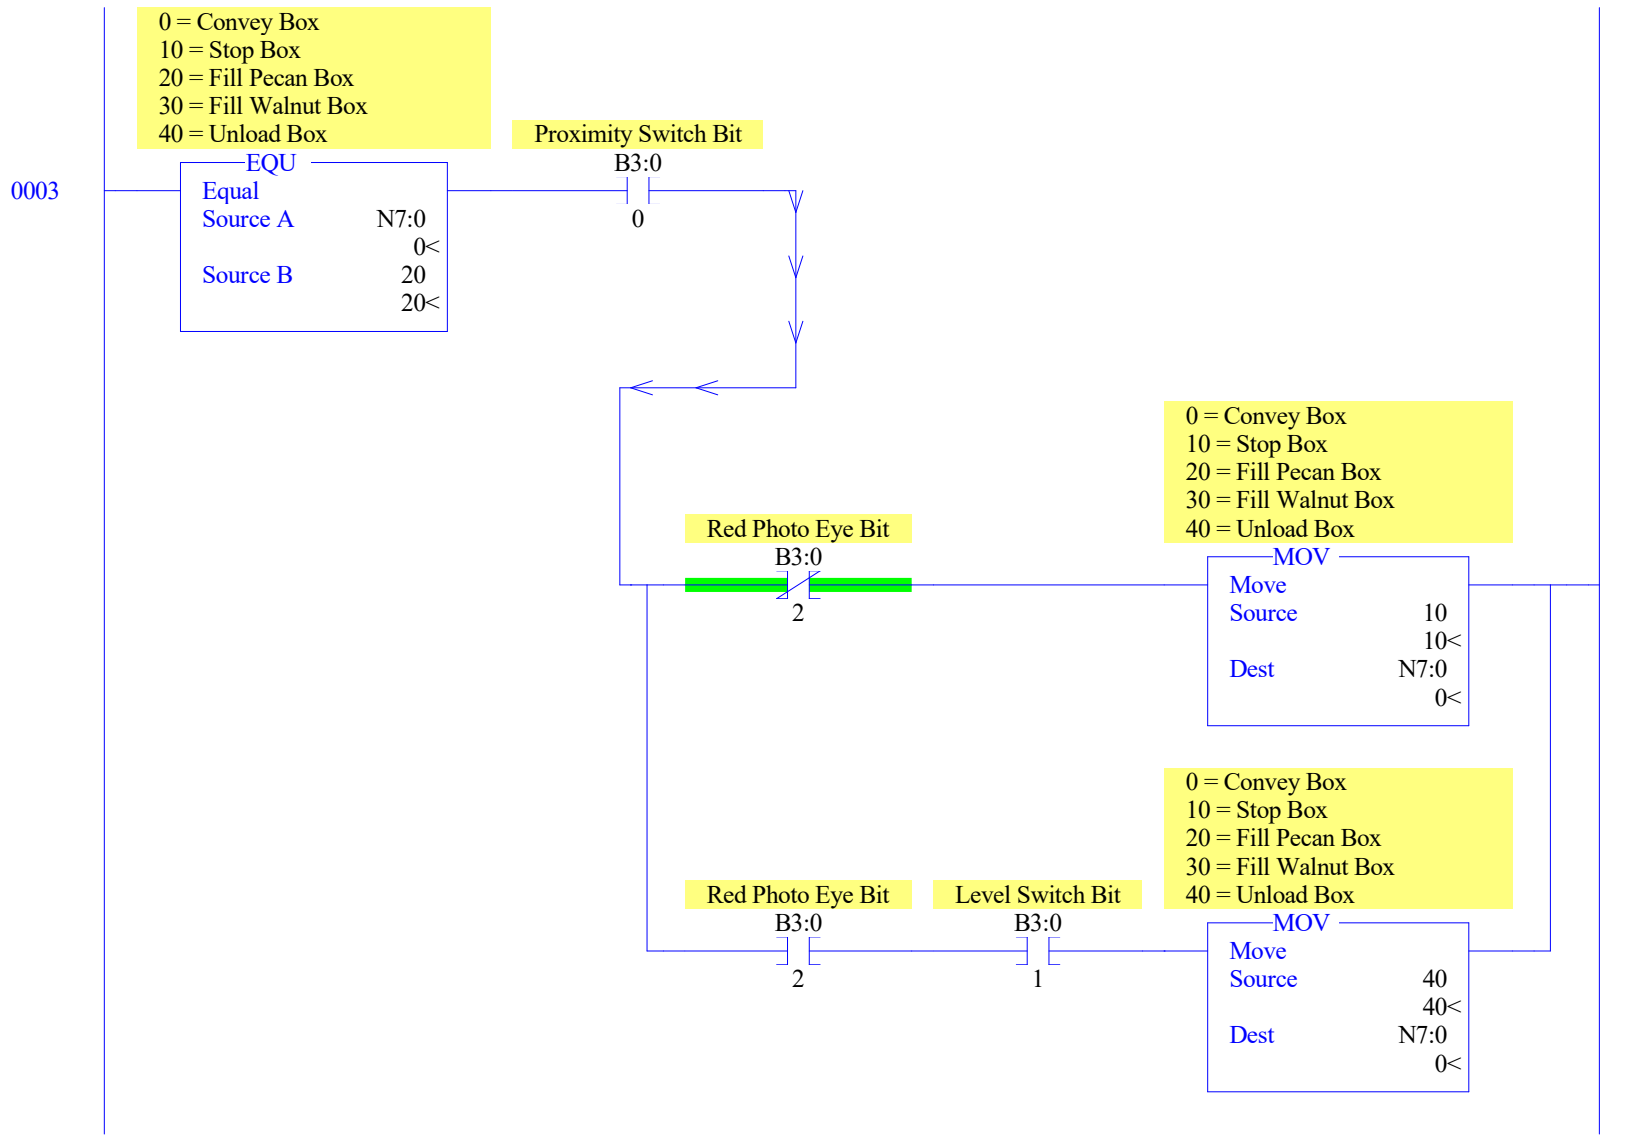 0 = Convey Box
10 = Stop Box
20 = Fill Pecan Box
30 = Fill Walnut Box
40 = Unload Box
Proximity Switch Bit
EQU
B3:0
0003
Equal
Source A N7:0
0
0<
Source B 20
20<
0 = Convey Box
10 = Stop Box
20 = Fill Pecan Box
30 = Fill Walnut Box
40 = Unload Box
Red Photo Eye Bit
B3:0
MOV
Move
2
Source 10
10<
Dest N7:0
0<
0 = Convey Box
10 = Stop Box
20 = Fill Pecan Box
30 = Fill Walnut Box
40 = Unload Box
Red Photo Eye Bit
Level Switch Bit
B3:0
B3:0
MOV
Move
2
1
Source 40
40<
Dest N7:0
0<